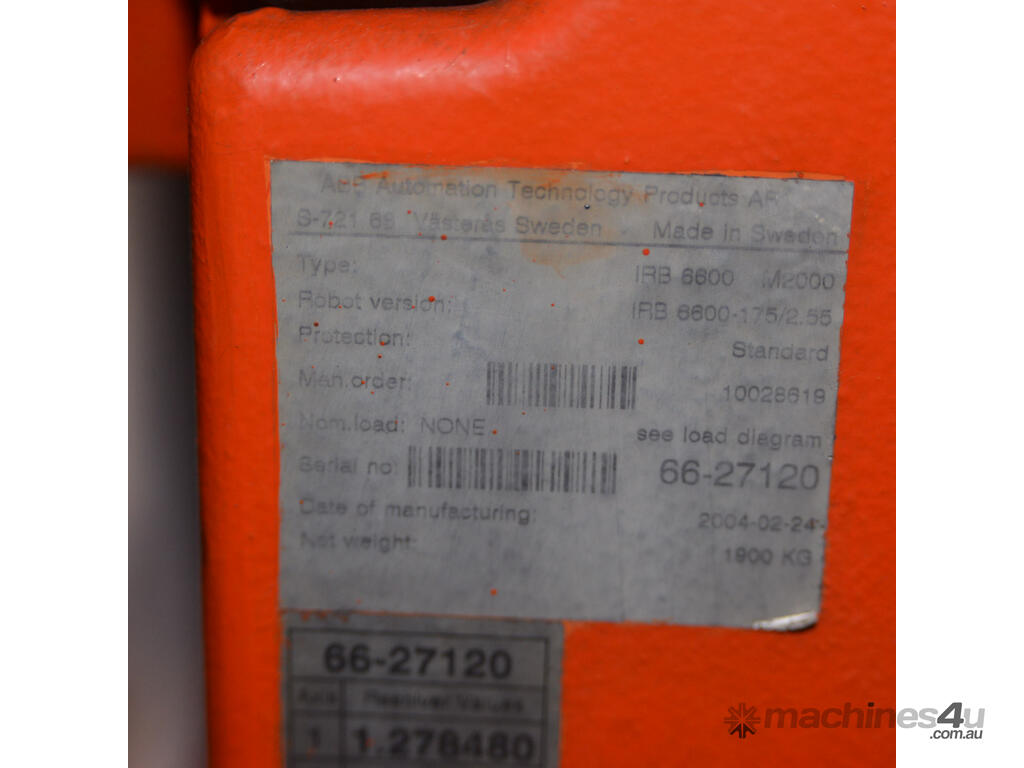 ABB Automation Technology Products AB
S-721 68 Västerås Sweden Made in Sweden
Type: IRB 6600 M2000
Robot version: IRB 6600-175/2.55
Protection: Standard
Man.order: 10028619
Nom.load: NONE see load diagram
Serial no: 66-27120
Date of manufacturing: 2004-02-24
Net weight: 1900 KG
66-27120
Axis Resolver Values
1 1.278480
machines4u
.com.au